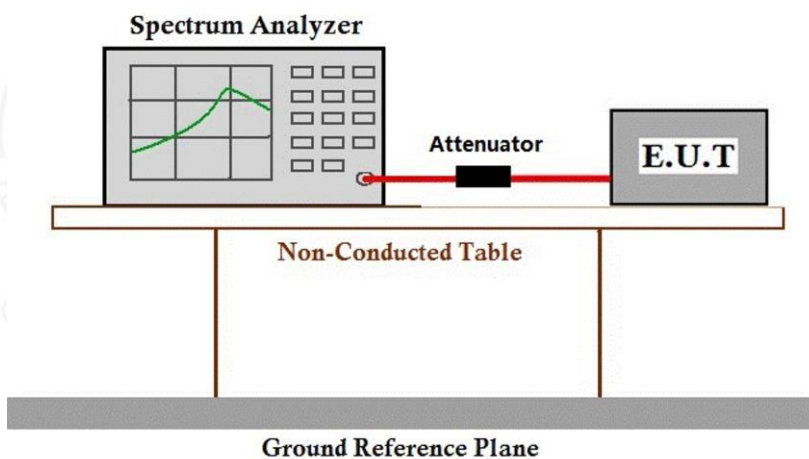 Spectrum Analyzer
Attenuator
E.U.T
Non-Conducted Table
Ground Reference Plane